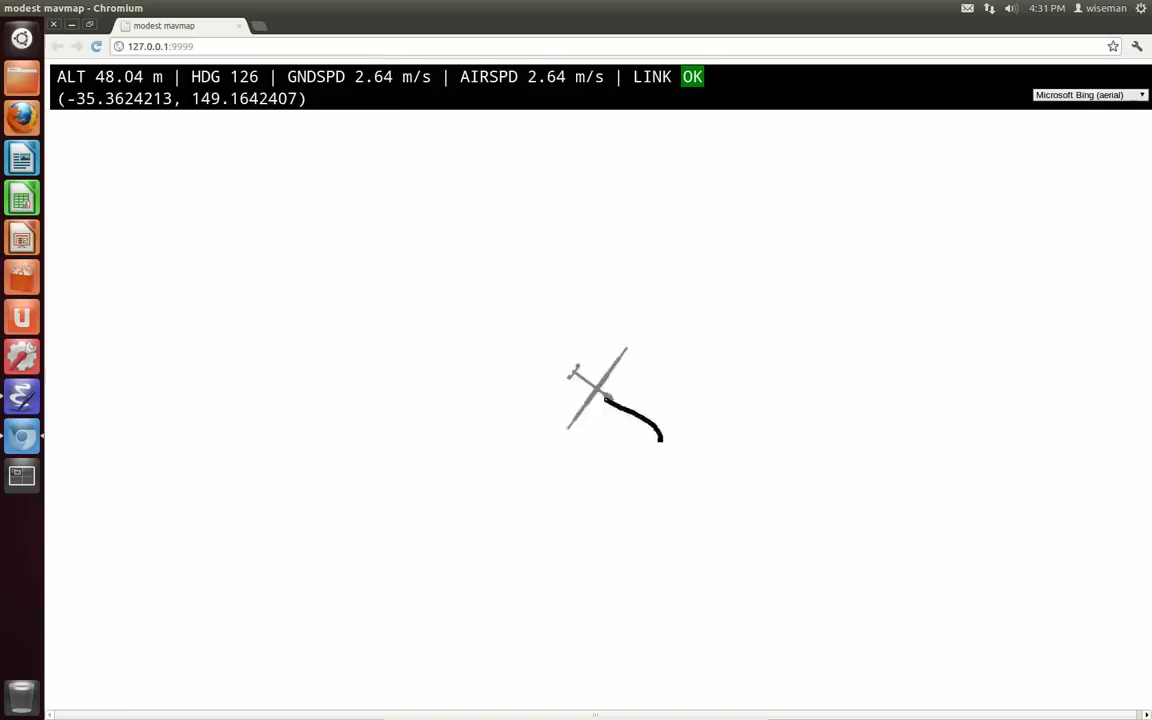 modest mavmap - Chromium
4:31 PM
wiseman
modest mavmap
127.0.0.1:9999
ALT 48.04 m | HDG 126 | GNDSPD 2.64 m/s | AIRSPD 2.64 m/s | LINK OK
(-35.3624213, 149.1642407)
Microsoft Bing (aerial)
U